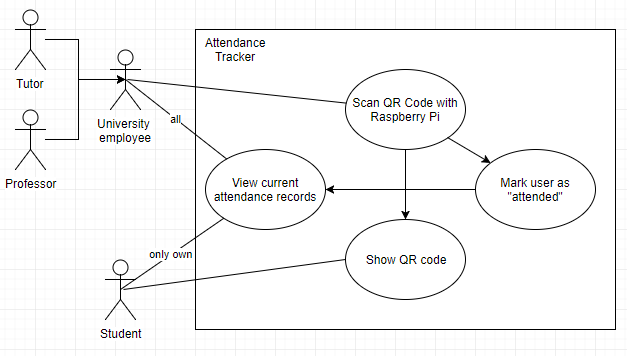 Attendance
Tracker
Tutor
University
employee
Scan QR Code with
Raspberry Pi
all
Professor
View current
attendance records
Mark user as
"attended"
only own
Show QR code
Student